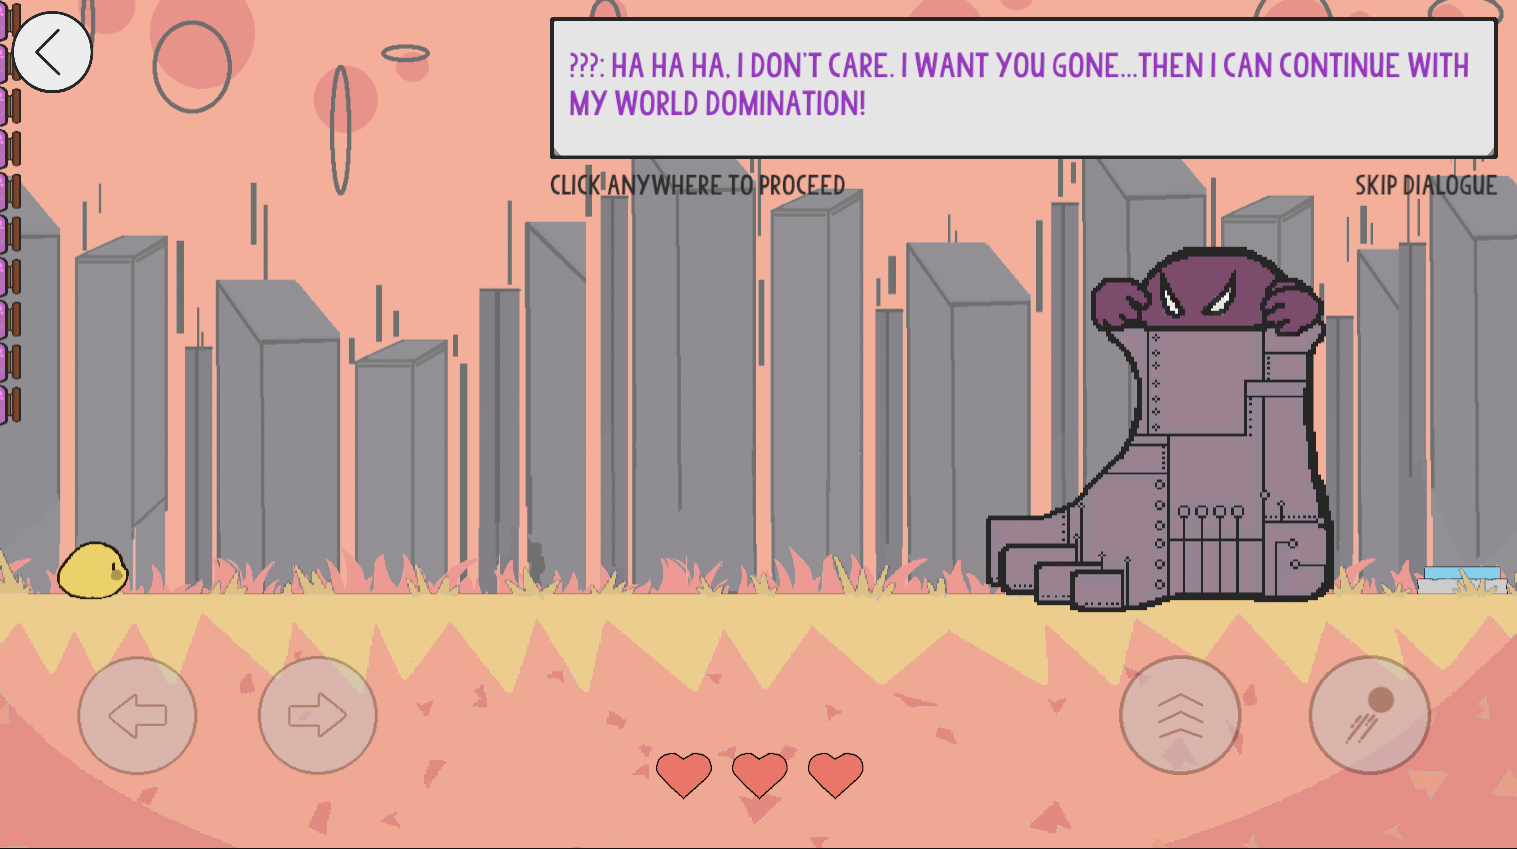 ???: HA HA HA, I DON'T CARE. I WANT YOU GONE...THEN I CAN CONTINUE WITH
MY WORLD DOMINATION!
CLICK ANYWHERE TO PROCEED
SKIP DIALOGUE